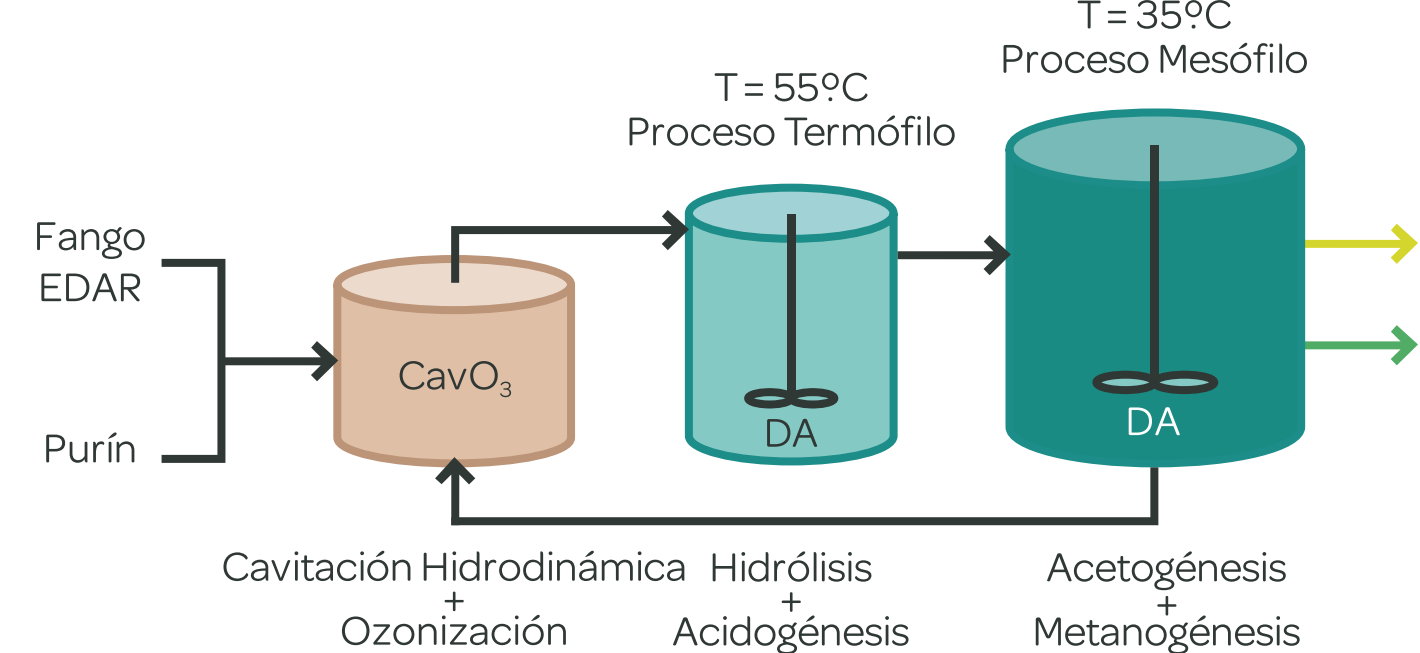 T = 35ºC
Proceso Mesófilo
T = 55ºC
Proceso Termófilo
Fango
EDAR
Purín
CavO₃
DA
DA
Cavitación Hidrodinámica
+
Ozonización
Hidrólisis
+
Acidogénesis
Acetogénesis
+
Metanogénesis